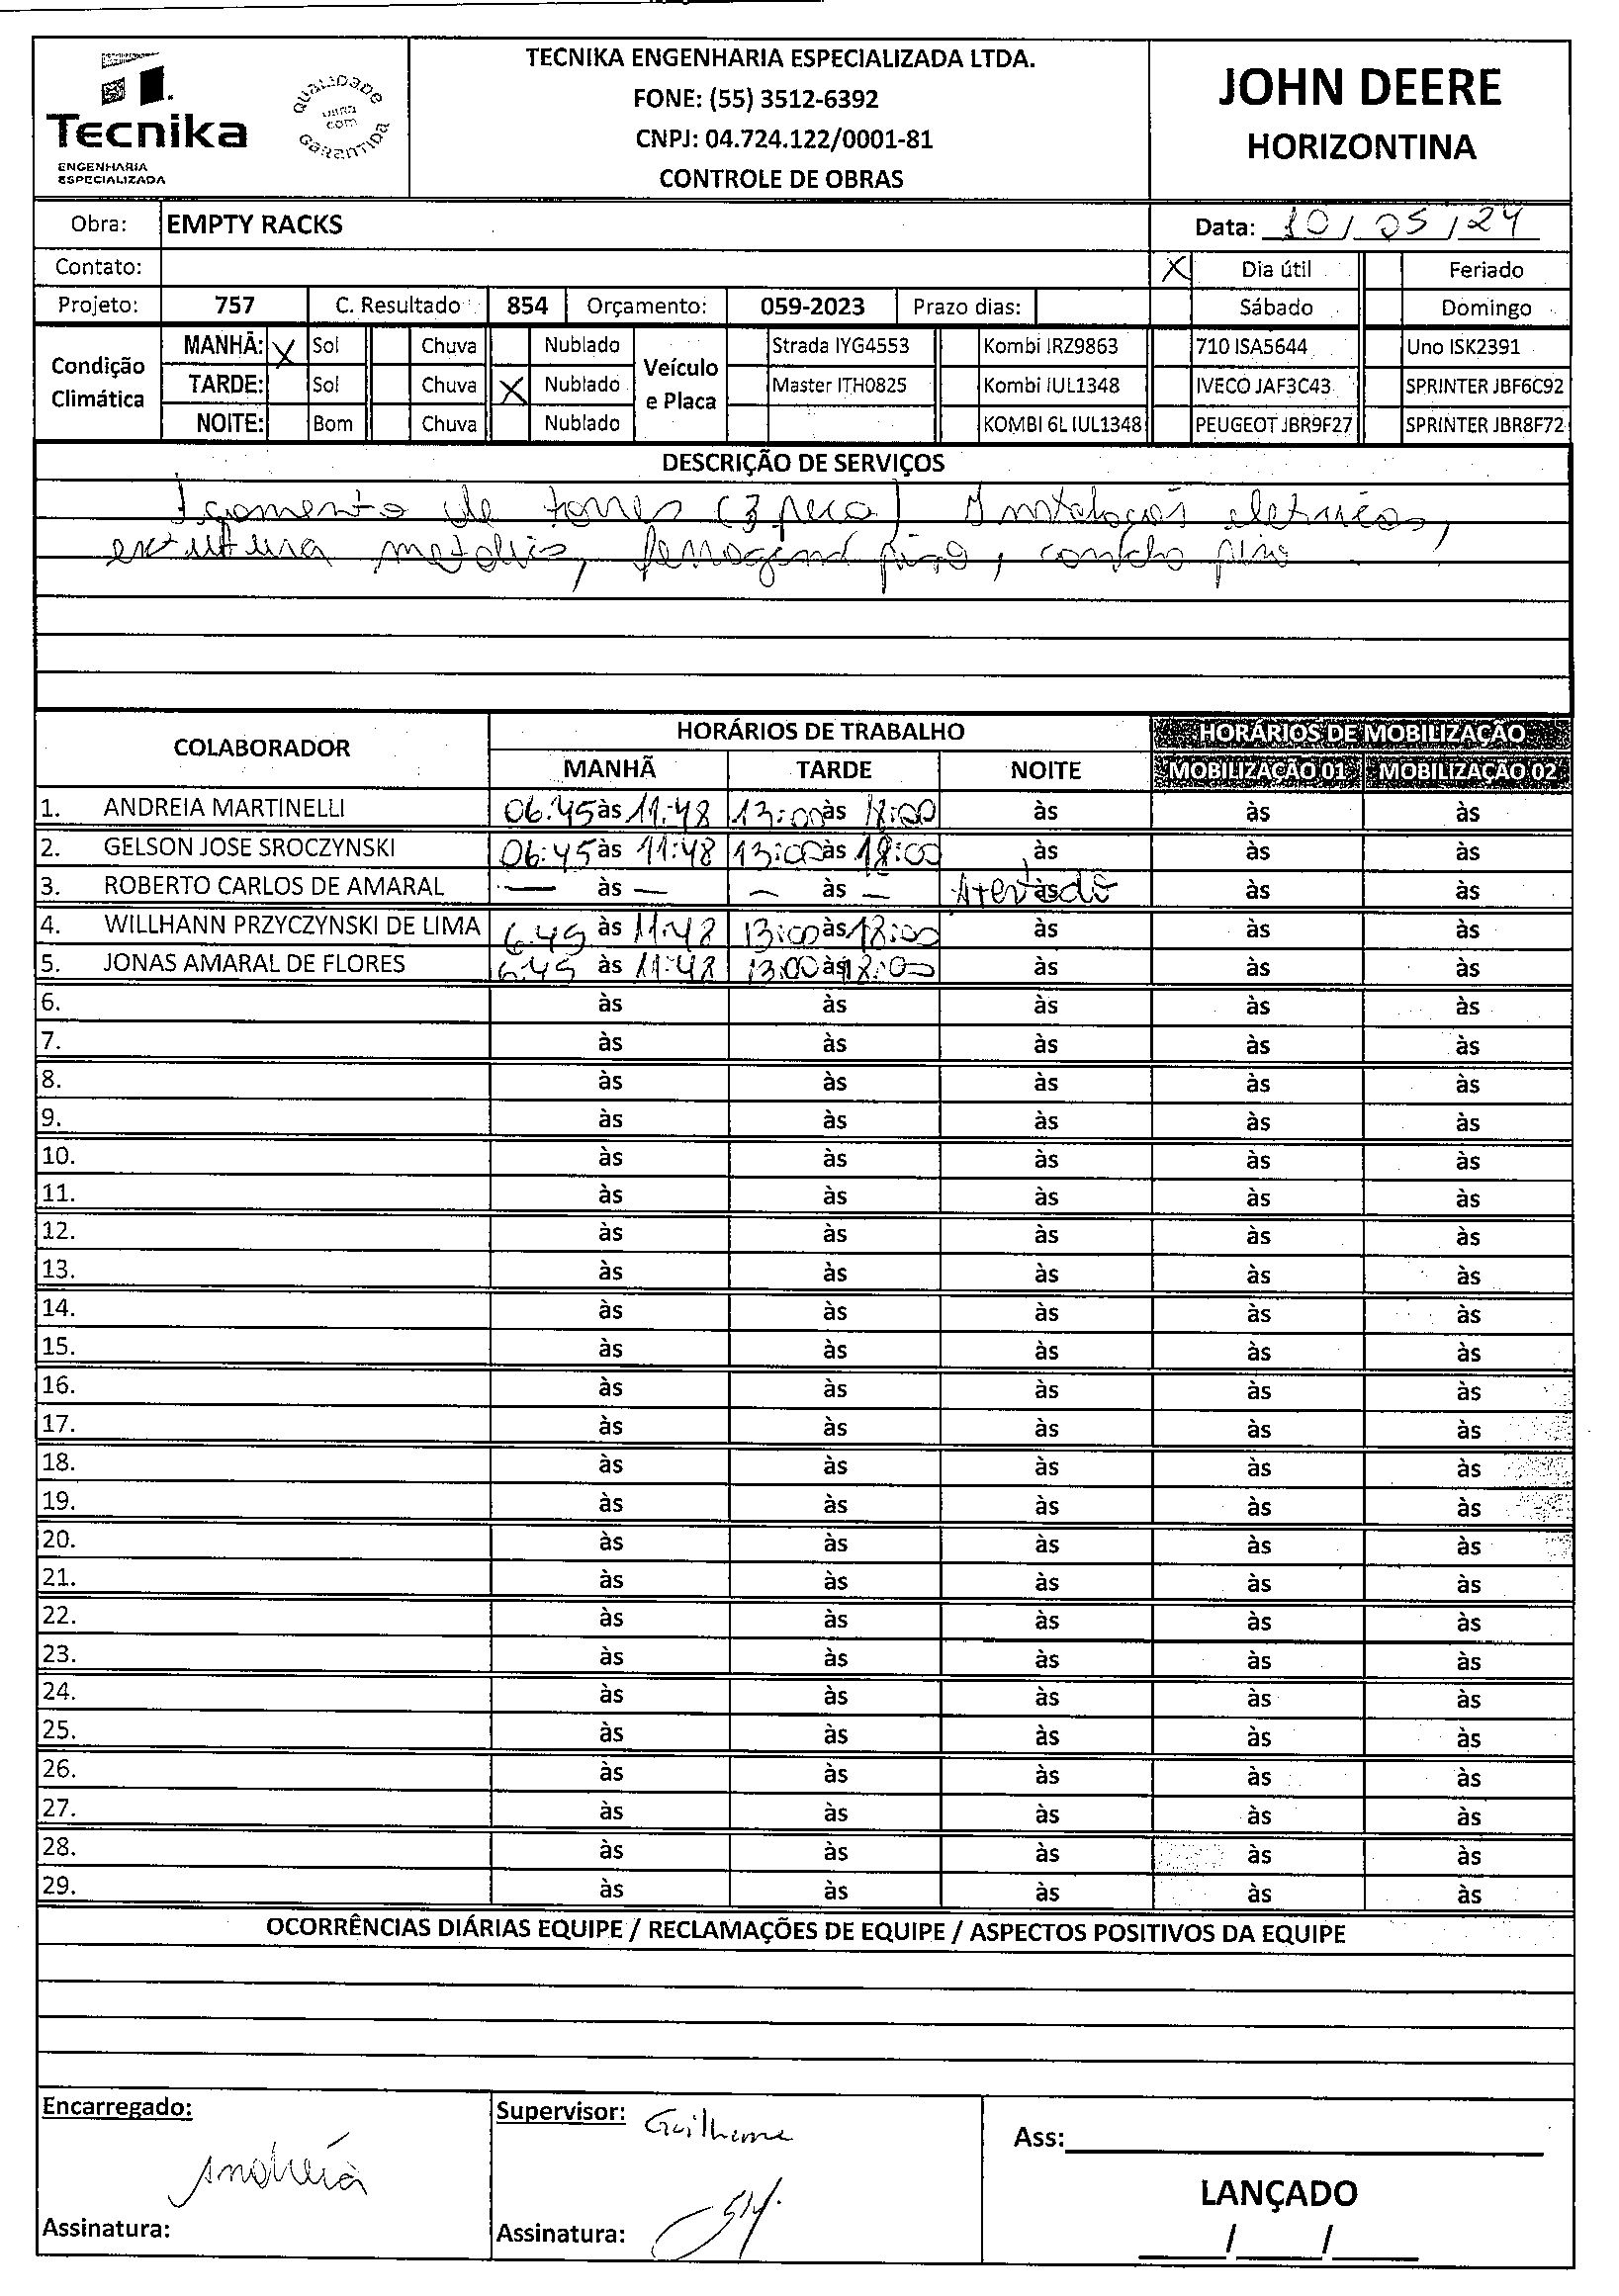 Tecnika
ENGENHARIA
ESPECIALIZADA
QUALIDADE
OBRA
COM
GARANTIDA
TECNIKA ENGENHARIA ESPECIALIZADA LTDA.
FONE: (55) 3512-6392
CNPJ: 04.724.122/0001-81
CONTROLE DE OBRAS
JOHN DEERE
HORIZONTINA
Obra: EMPTY RACKS Data: 10/05/24
Contato: X Dia útil Feriado
Projeto: 757 C. Resultado 854 Orçamento: 059-2023 Prazo dias: Sábado Domingo
Condição Climática
MANHÃ: X Sol Chuva Nublado
TARDE: Sol Chuva X Nublado
NOITE: Bom Chuva Nublado
Veículo e Placa
Strada IYG4553 Kombi IRZ9863 710 ISA5644 Uno ISK2391
Master ITH0825 Kombi IUL1348 IVECO JAF3C43 SPRINTER JBF6C92
KOMBI 6L IUL1348 PEUGEOT JBR9F27 SPRINTER JBR8F72
DESCRIÇÃO DE SERVIÇOS
Içamento de torres (3 peca) Instalações eletricas,
metalis, piso, piso
COLABORADOR HORÁRIOS DE TRABALHO HORÁRIOS DE MOBILIZAÇÃO
MANHÃ TARDE NOITE MOBILIZAÇÃO 01 MOBILIZAÇÃO 02
1. ANDREIA MARTINELLI 06:45 às 11:48 13:00 às 18:00 às às às
2. GELSON JOSE SROCZYNSKI 06:45 às 11:48 13:00 às 18:00 às às às
3. ROBERTO CARLOS DE AMARAL — às — — às — às às às
4. WILLHANN PRZYCZYNSKI DE LIMA 6:45 às 11:48 13:00 às 18:00 às às às
5. JONAS AMARAL DE FLORES 6:45 às 11:48 13:00 às 18:00 às às às
6. às às às às às
7. às às às às às
8. às às às às às
9. às às às às às
10. às às às às às
11. às às às às às
12. às às às às às
13. às às às às às
14. às às às às às
15. às às às às às
16. às às às às às
17. às às às às às
18. às às às às às
19. às às às às às
20. às às às às às
21. às às às às às
22. às às às às às
23. às às às às às
24. às às às às às
25. às às às às às
26. às às às às às
27. às às às às às
28. às às às às às
29. às às às às às
OCORRÊNCIAS DIÁRIAS EQUIPE / RECLAMAÇÕES DE EQUIPE / ASPECTOS POSITIVOS DA EQUIPE
Encarregado: Supervisor: Guilherme Ass:
Andréia
LANÇADO
Assinatura: Assinatura: / /